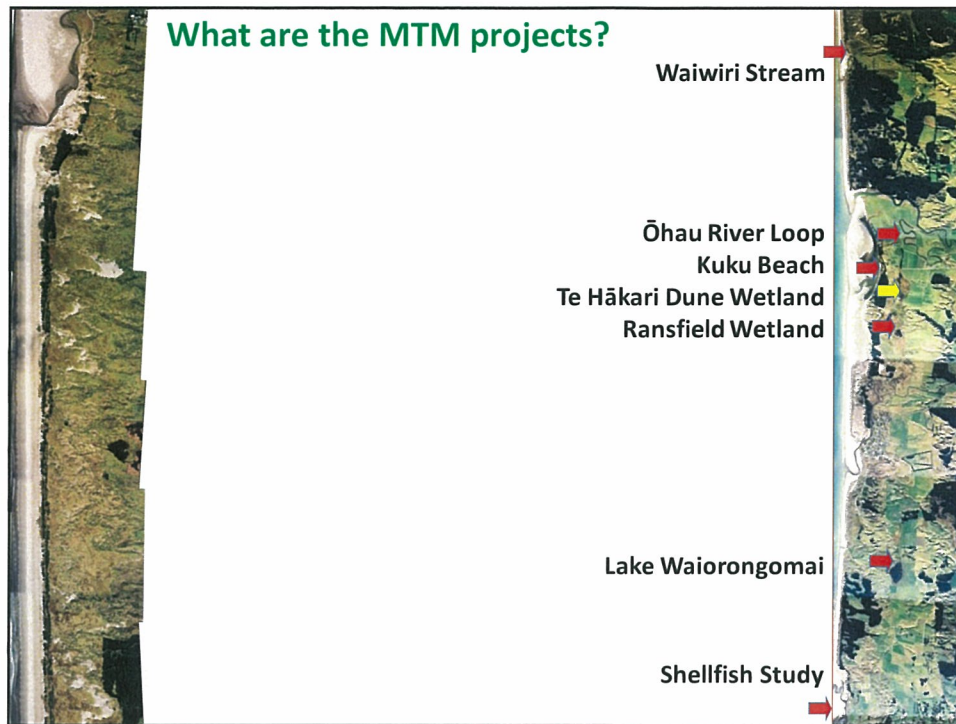 What are the MTM projects?
Waiwiri Stream
Ōhau River Loop
Kuku Beach
Te Hākari Dune Wetland
Ransfield Wetland
Lake Waiorongomai
Shellfish Study